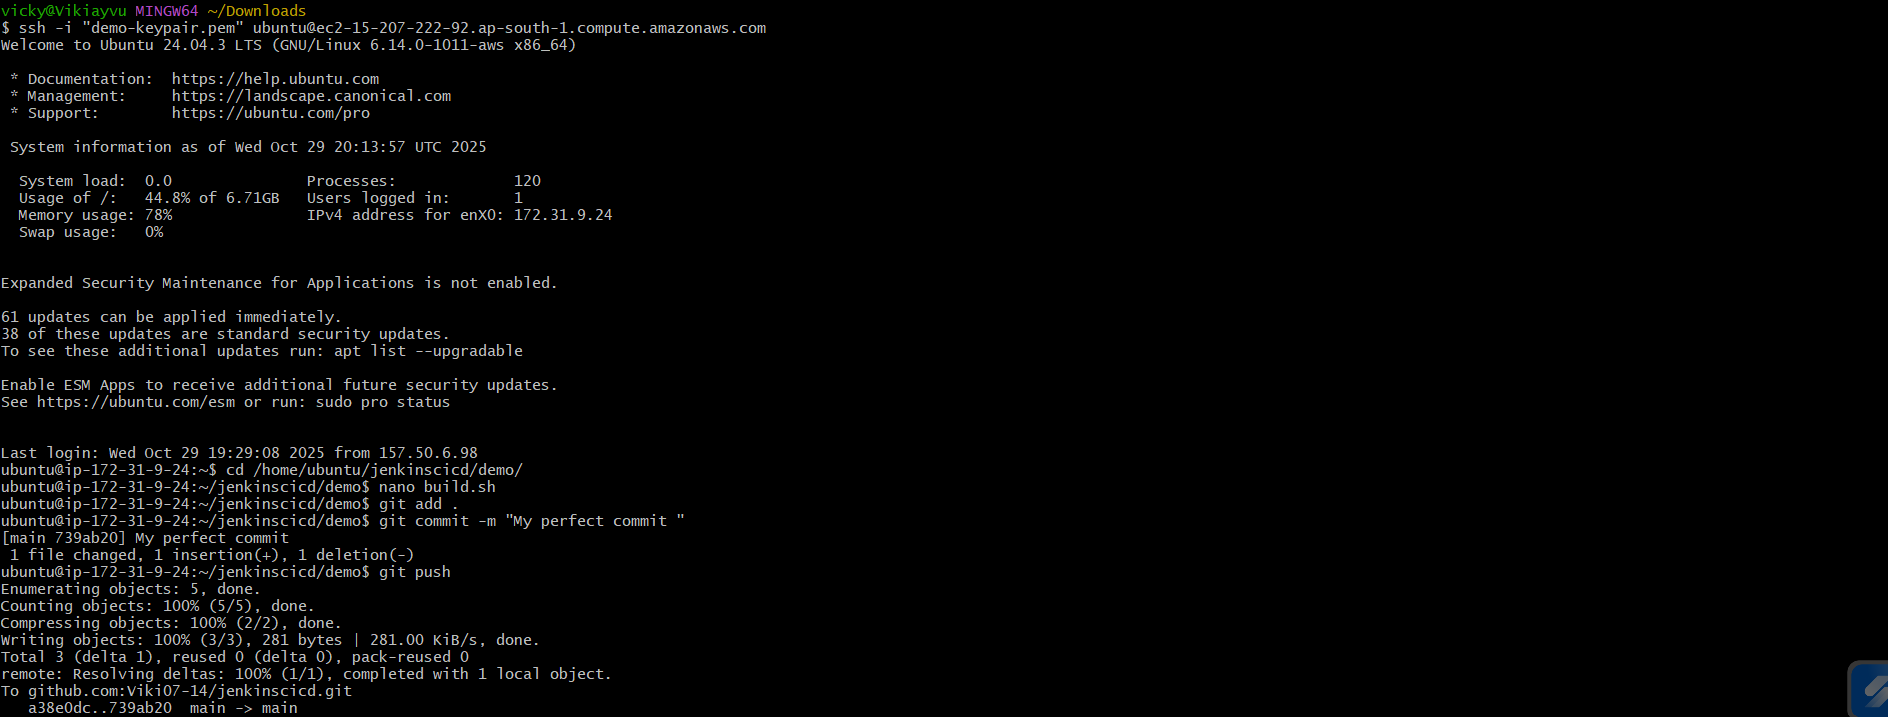 vicky@Vikiayvu MINGW64 ~/Downloads
$ ssh -i "demo-keypair.pem" ubuntu@ec2-15-207-222-92.ap-south-1.compute.amazonaws.com
Welcome to Ubuntu 24.04.3 LTS (GNU/Linux 6.14.0-1011-aws x86_64)

 * Documentation:  https://help.ubuntu.com
 * Management:     https://landscape.canonical.com
 * Support:        https://ubuntu.com/pro

 System information as of Wed Oct 29 20:13:57 UTC 2025

  System load:  0.0               Processes:             120
  Usage of /:   44.8% of 6.71GB   Users logged in:       1
  Memory usage: 78%               IPv4 address for enX0: 172.31.9.24
  Swap usage:   0%


Expanded Security Maintenance for Applications is not enabled.

61 updates can be applied immediately.
38 of these updates are standard security updates.
To see these additional updates run: apt list --upgradable

Enable ESM Apps to receive additional future security updates.
See https://ubuntu.com/esm or run: sudo pro status


Last login: Wed Oct 29 19:29:08 2025 from 157.50.6.98
ubuntu@ip-172-31-9-24:~$ cd /home/ubuntu/jenkinscicd/demo/
ubuntu@ip-172-31-9-24:~/jenkinscicd/demo$ nano build.sh
ubuntu@ip-172-31-9-24:~/jenkinscicd/demo$ git add .
ubuntu@ip-172-31-9-24:~/jenkinscicd/demo$ git commit -m "My perfect commit "
[main 739ab20] My perfect commit
 1 file changed, 1 insertion(+), 1 deletion(-)
ubuntu@ip-172-31-9-24:~/jenkinscicd/demo$ git push
Enumerating objects: 5, done.
Counting objects: 100% (5/5), done.
Compressing objects: 100% (2/2), done.
Writing objects: 100% (3/3), 281 bytes | 281.00 KiB/s, done.
Total 3 (delta 1), reused 0 (delta 0), pack-reused 0
remote: Resolving deltas: 100% (1/1), completed with 1 local object.
To github.com:Viki07-14/jenkinscicd.git
   a38e0dc..739ab20  main -> main